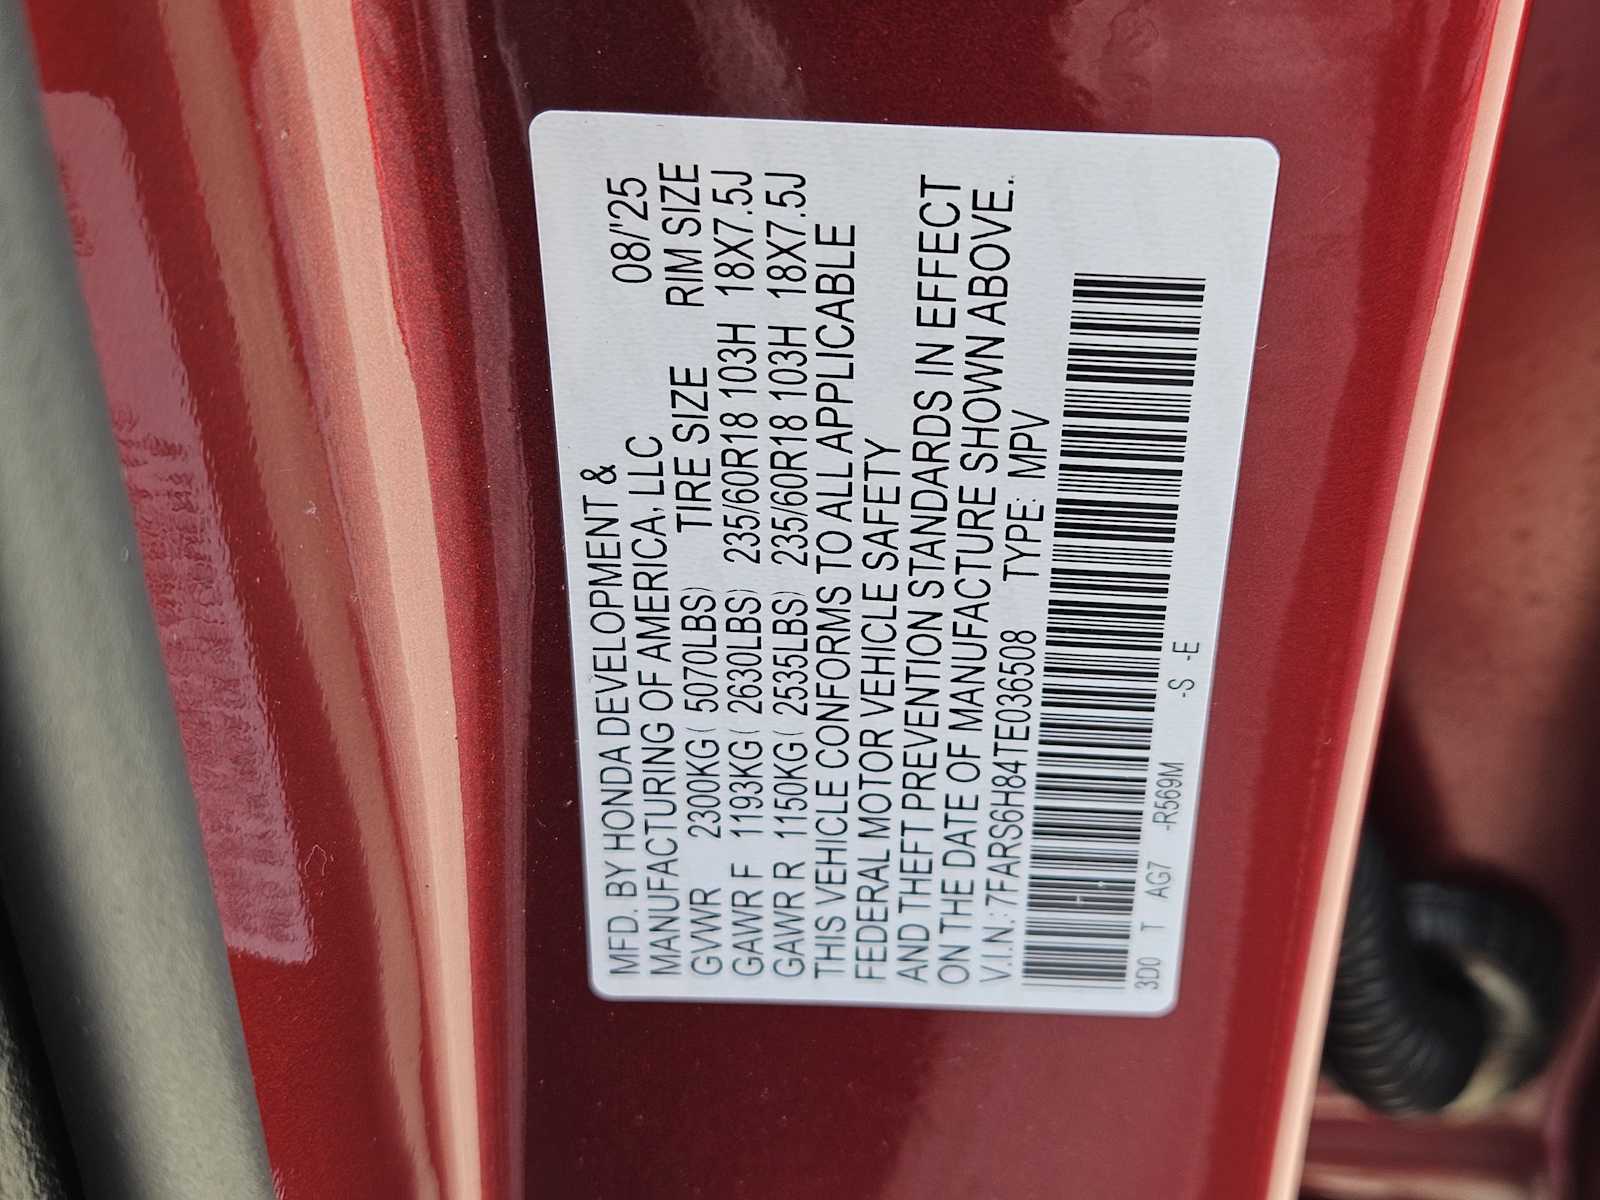 MFD. BY HONDA DEVELOPMENT &
MANUFACTURING OF AMERICA, LLC 08/'25
GVWR 2300KG( 5070LBS) TIRE SIZE RIM SIZE
GAWR F 1193KG( 2630LBS) 235/60R18 103H 18X7.5J
GAWR R 1150KG( 2535LBS) 235/60R18 103H 18X7.5J
THIS VEHICLE CONFORMS TO ALL APPLICABLE
FEDERAL MOTOR VEHICLE SAFETY
AND THEFT PREVENTION STANDARDS IN EFFECT
ON THE DATE OF MANUFACTURE SHOWN ABOVE.
V.I.N.: 7FARS6H84TE036508 TYPE: MPV
3D0 T AG7 -R569M -S -E